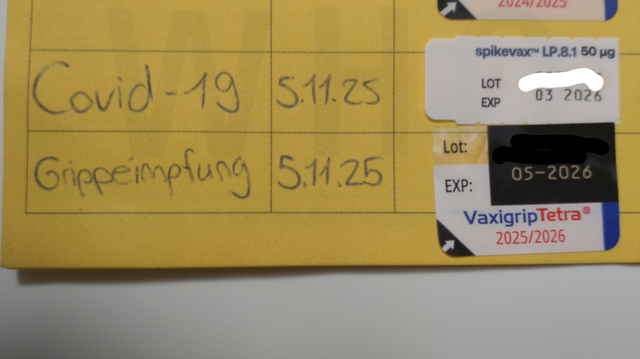 2024/2025
spikevax™ LP.8.1 50 µg
Covid-19 5.11.25
LOT
EXP 03 2026
Lot:
Grippeimpfung 5.11.25
EXP: 05-2026
VaxigripTetra®
2025/2026